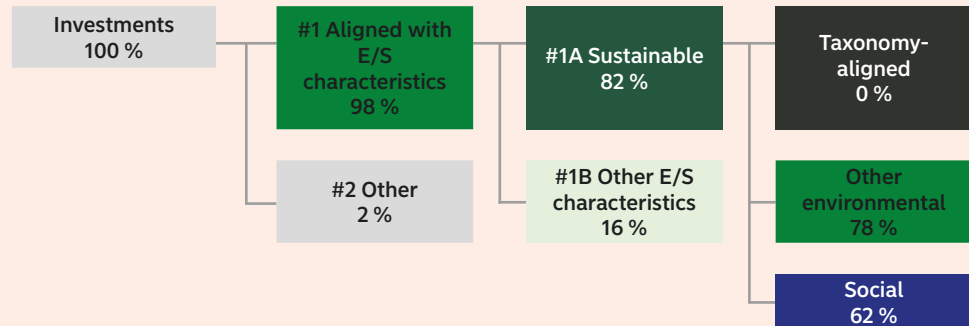 Investments
100 %
#1 Aligned with
E/S
characteristics
98 %
#2 Other
2 %
#1A Sustainable
82 %
#1B Other E/S
characteristics
16 %
Taxonomy-
aligned
0 %
Other
environmental
78 %
Social
62 %